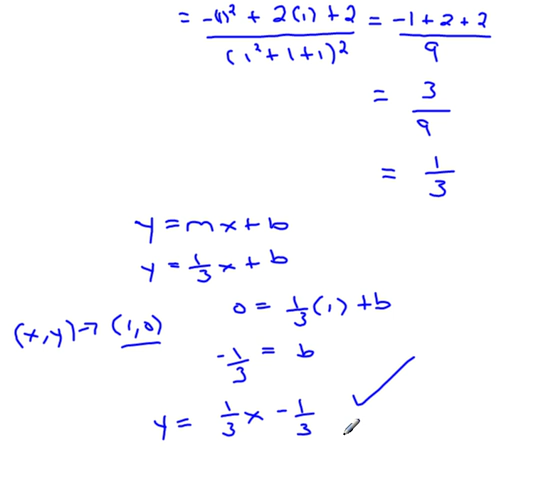 = -(1)² + 2(1) + 2 / (1² + 1 + 1)² = -1 + 2 + 2 / 9
= 3/9
= 1/3
y = mx + b
y = 1/3 x + b
0 = 1/3 (1) + b
(x,y) → (1,0)
-1/3 = b
y = 1/3 x - 1/3 ✓